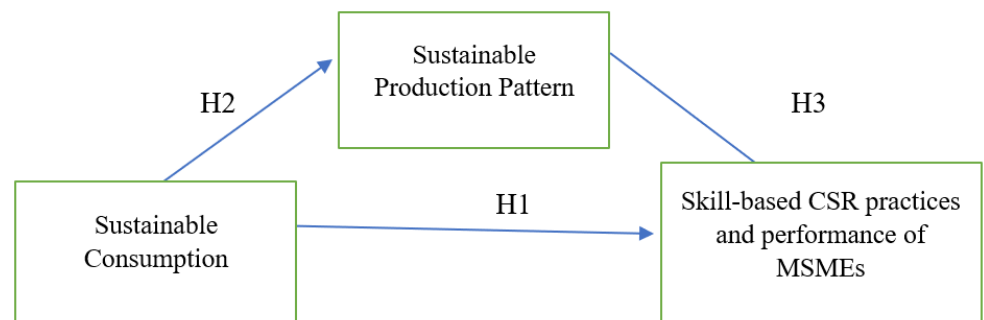 Sustainable
Production Pattern
H2
H3
H1
Sustainable
Consumption
Skill-based CSR practices
and performance of
MSMEs